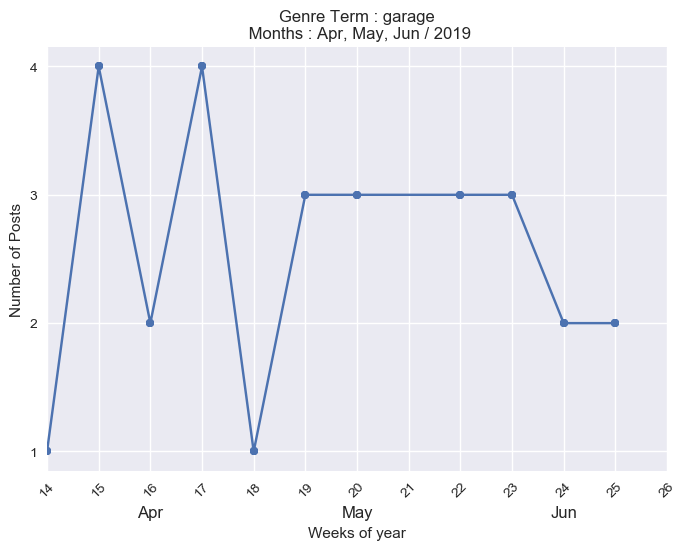 Genre Term : garage
Months : Apr, May, Jun / 2019
4
3
2
1
Number of Posts
14 15 16 17 18 19 20 21 22 23 24 25 26
Apr May Jun
Weeks of year